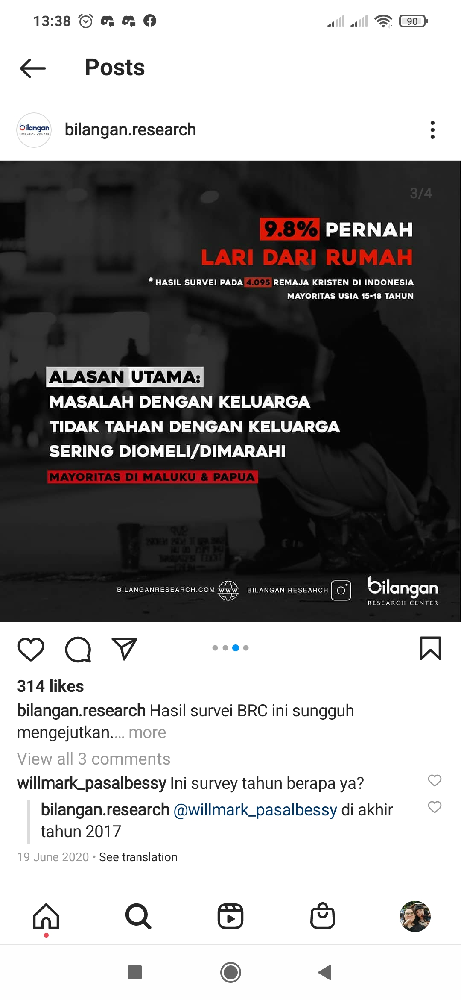 13:38
90
Posts
bilangan
RESEARCH CENTER
bilangan.research
3/4
9.8% PERNAH
LARI DARI RUMAH
* HASIL SURVEI PADA 4.095 REMAJA KRISTEN DI INDONESIA
MAYORITAS USIA 15-18 TAHUN
ALASAN UTAMA:
MASALAH DENGAN KELUARGA
TIDAK TAHAN DENGAN KELUARGA
SERING DIOMELI/DIMARAHI
MAYORITAS DI MALUKU & PAPUA
BILANGANRESEARCH.COM WWW BILANGAN.RESEARCH
bilangan
RESEARCH CENTER
314 likes
bilangan.research Hasil survei BRC ini sungguh
mengejutkan.... more
View all 3 comments
willmark_pasalbessy Ini survey tahun berapa ya?
bilangan.research @willmark_pasalbessy di akhir
tahun 2017
19 June 2020 • See translation